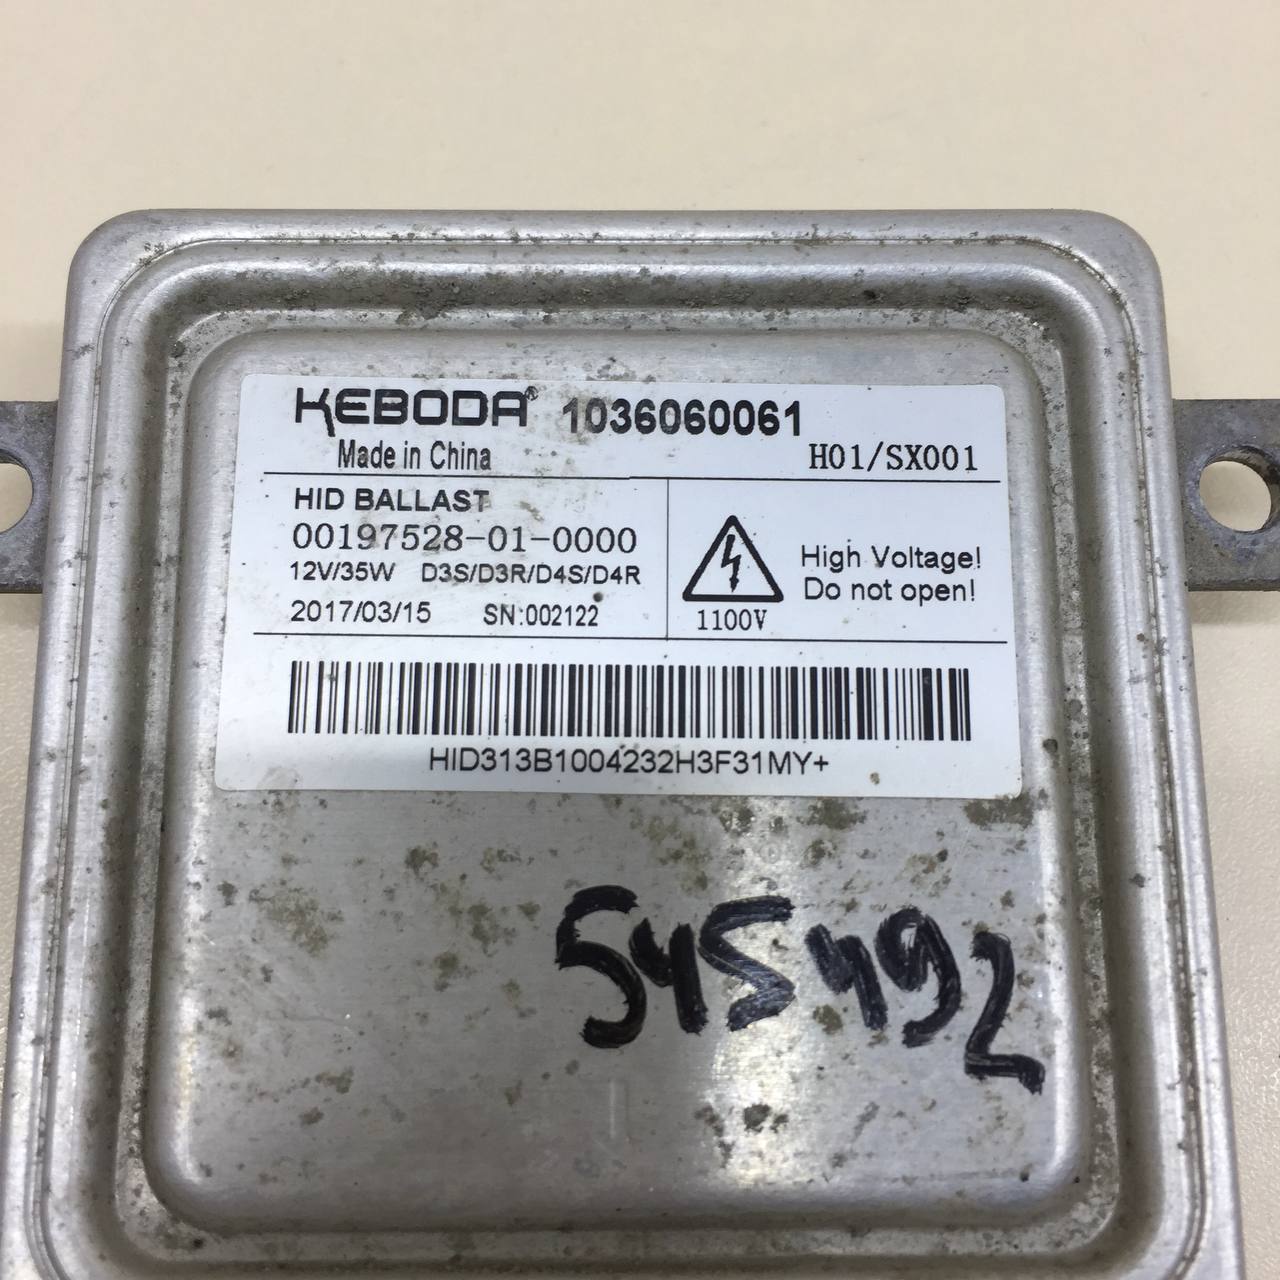 KEBODA® 1036060061
Made in China H01/SX001
HID BALLAST
00197528-01-0000
12V/35W D3S/D3R/D4S/D4R
2017/03/15 SN:002122
High Voltage!
Do not open!
1100V
HID313B1004232H3F31MY+
545492